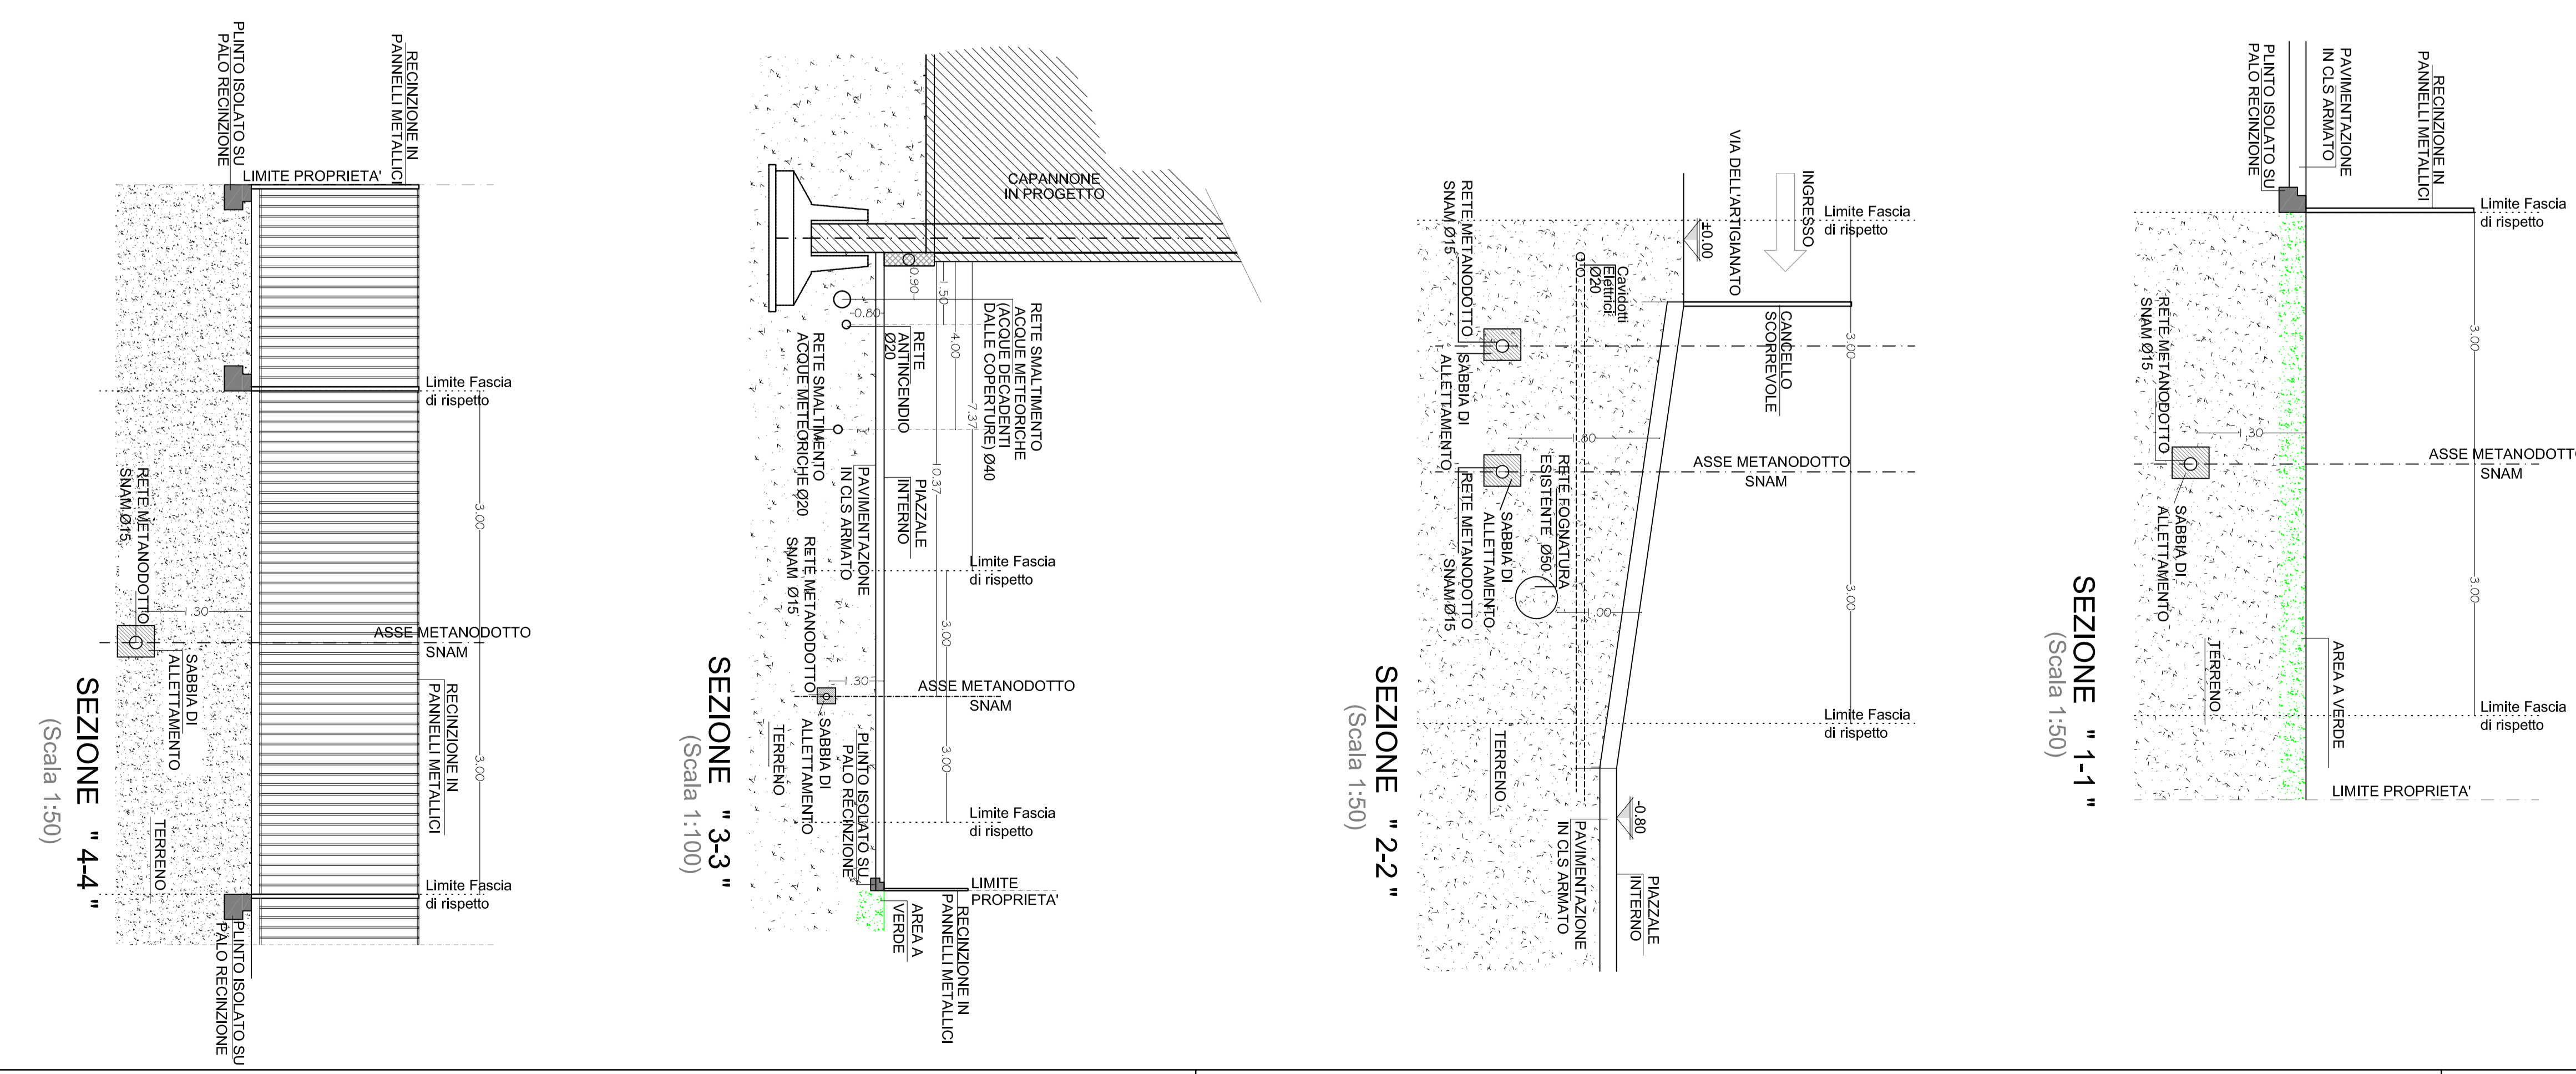 PLINTO ISOLATO SU
PALO RECINZIONE
RECINZIONE IN
PANNELLI METALLICI
LIMITE PROPRIETA'
Limite Fascia
di rispetto
3.00
RETE METANODOTTO
SNAM Ø15
1.30
ASSE METANODOTTO
SNAM
SABBIA DI
ALLETTAMENTO
RECINZIONE IN
PANNELLI METALLICI
3.00
TERRENO
Limite Fascia
di rispetto
PLINTO ISOLATO SU
PALO RECINZIONE
SEZIONE " 4-4 "
(Scala 1:50)
CAPANNONE
IN PROGETTO
0.90
1.50
0.80
4.00
7.37
10.37
RETE SMALTIMENTO
ACQUE METEORICHE
(ACQUE DECADENTI
DALLE COPERTURE) Ø40
RETE
ANTINCENDIO
Ø20
RETE SMALTIMENTO
ACQUE METEORICHE Ø20
PIAZZALE
INTERNO
PAVIMENTAZIONE
IN CLS ARMATO
Limite Fascia
di rispetto
3.00
RETE METANODOTTO
SNAM Ø15
1.30
ASSE METANODOTTO
SNAM
SABBIA DI
ALLETTAMENTO
TERRENO
3.00
PLINTO ISOLATO SU
PALO RECINZIONE
Limite Fascia
di rispetto
LIMITE
PROPRIETA'
AREA A
VERDE
RECINZIONE IN
PANNELLI METALLICI
SEZIONE " 3-3 "
(Scala 1:100)
VIA DELL'ARTIGIANATO
INGRESSO
Limite Fascia
di rispetto
±0.00
RETE METANODOTTO
SNAM Ø15
Cavidotti
Elettrici
Ø20
CANCELLO
SCORREVOLE
3.00
SABBIA DI
ALLETTAMENTO
1.80
ASSE METANODOTTO
SNAM
RETE FOGNATURA
ESISTENTE Ø50
SABBIA DI
ALLETTAMENTO
RETE METANODOTTO
SNAM Ø15
1.00
3.00
Limite Fascia
di rispetto
TERRENO
-0.80
PAVIMENTAZIONE
IN CLS ARMATO
PIAZZALE
INTERNO
SEZIONE " 2-2 "
(Scala 1:50)
PLINTO ISOLATO SU
PALO RECINZIONE
PAVIMENTAZIONE
IN CLS ARMATO
RECINZIONE IN
PANNELLI METALLICI
Limite Fascia
di rispetto
3.00
RETE METANODOTTO
SNAM Ø15
1.30
ASSE METANODOTTO
SNAM
SABBIA DI
ALLETTAMENTO
3.00
TERRENO
AREA A VERDE
Limite Fascia
di rispetto
LIMITE PROPRIETA'
SEZIONE " 1-1 "
(Scala 1:50)